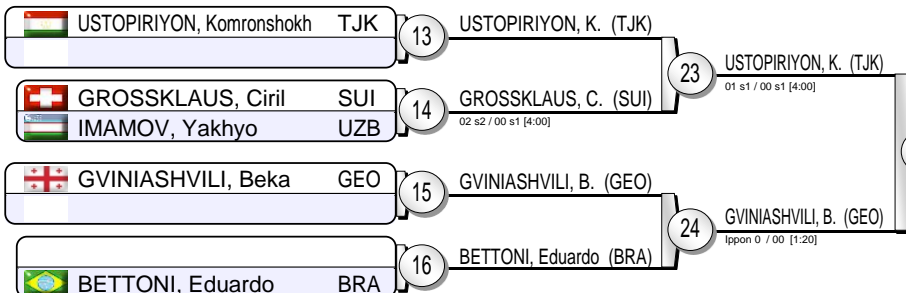 USTOPIRIYON, Komronshokh TJK
13
USTOPIRIYON, K. (TJK)
GROSSKLAUS, Ciril SUI
IMAMOV, Yakhyo UZB
14
GROSSKLAUS, C. (SUI)
02 s2 / 00 s1 [4:00]
23
USTOPIRIYON, K. (TJK)
01 s1 / 00 s1 [4:00]
GVINIASHVILI, Beka GEO
15
GVINIASHVILI, B. (GEO)
BETTONI, Eduardo BRA
16
BETTONI, Eduardo (BRA)
24
GVINIASHVILI, B. (GEO)
Ippon 0 / 00 [1:20]